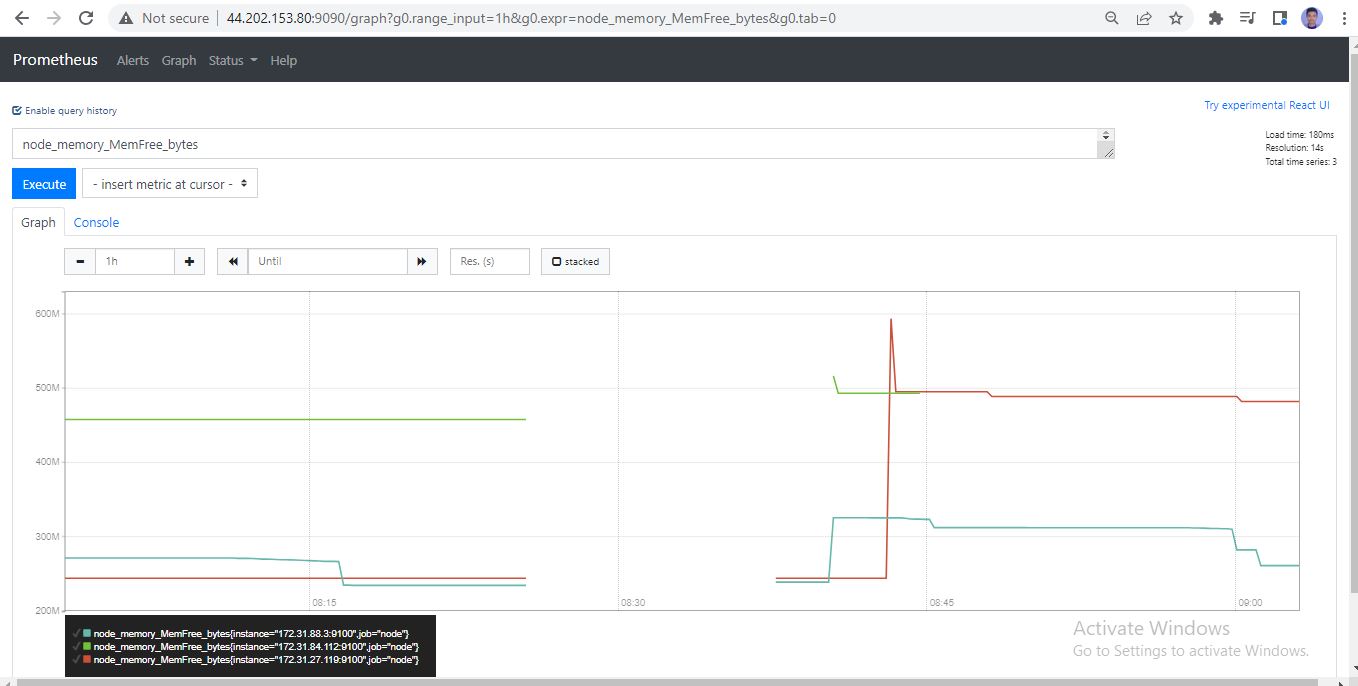 Not secure | 44.202.153.80:9090/graph?g0.range_input=1h&g0.expr=node_memory_MemFree_bytes&g0.tab=0
Prometheus Alerts Graph Status Help
Enable query history
Try experimental React UI
node_memory_MemFree_bytes
Load time: 180ms
Resolution: 14s
Total time series: 3
Execute - insert metric at cursor -
Graph Console
1h Until Res. (s) stacked
600M
500M
400M
300M
200M
08:15 08:30 08:45 09:00
node_memory_MemFree_bytes{instance="172.31.88.3:9100",job="node"}
node_memory_MemFree_bytes{instance="172.31.84.112:9100",job="node"}
node_memory_MemFree_bytes{instance="172.31.27.119:9100",job="node"}
Activate Windows
Go to Settings to activate Windows.